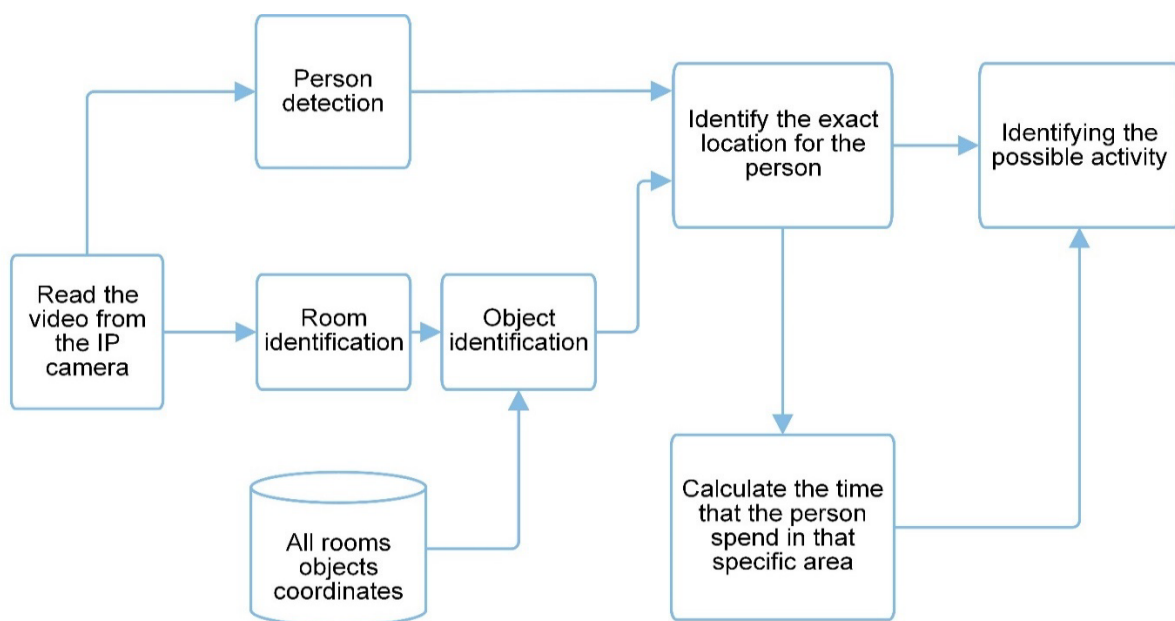 Person
detection
Identify the exact
location for the
person
Identifying the
possible activity
Read the
video from
the IP
camera
Room
identification
Object
identification
All rooms
objects
coordinates
Calculate the time
that the person
spend in that
specific area